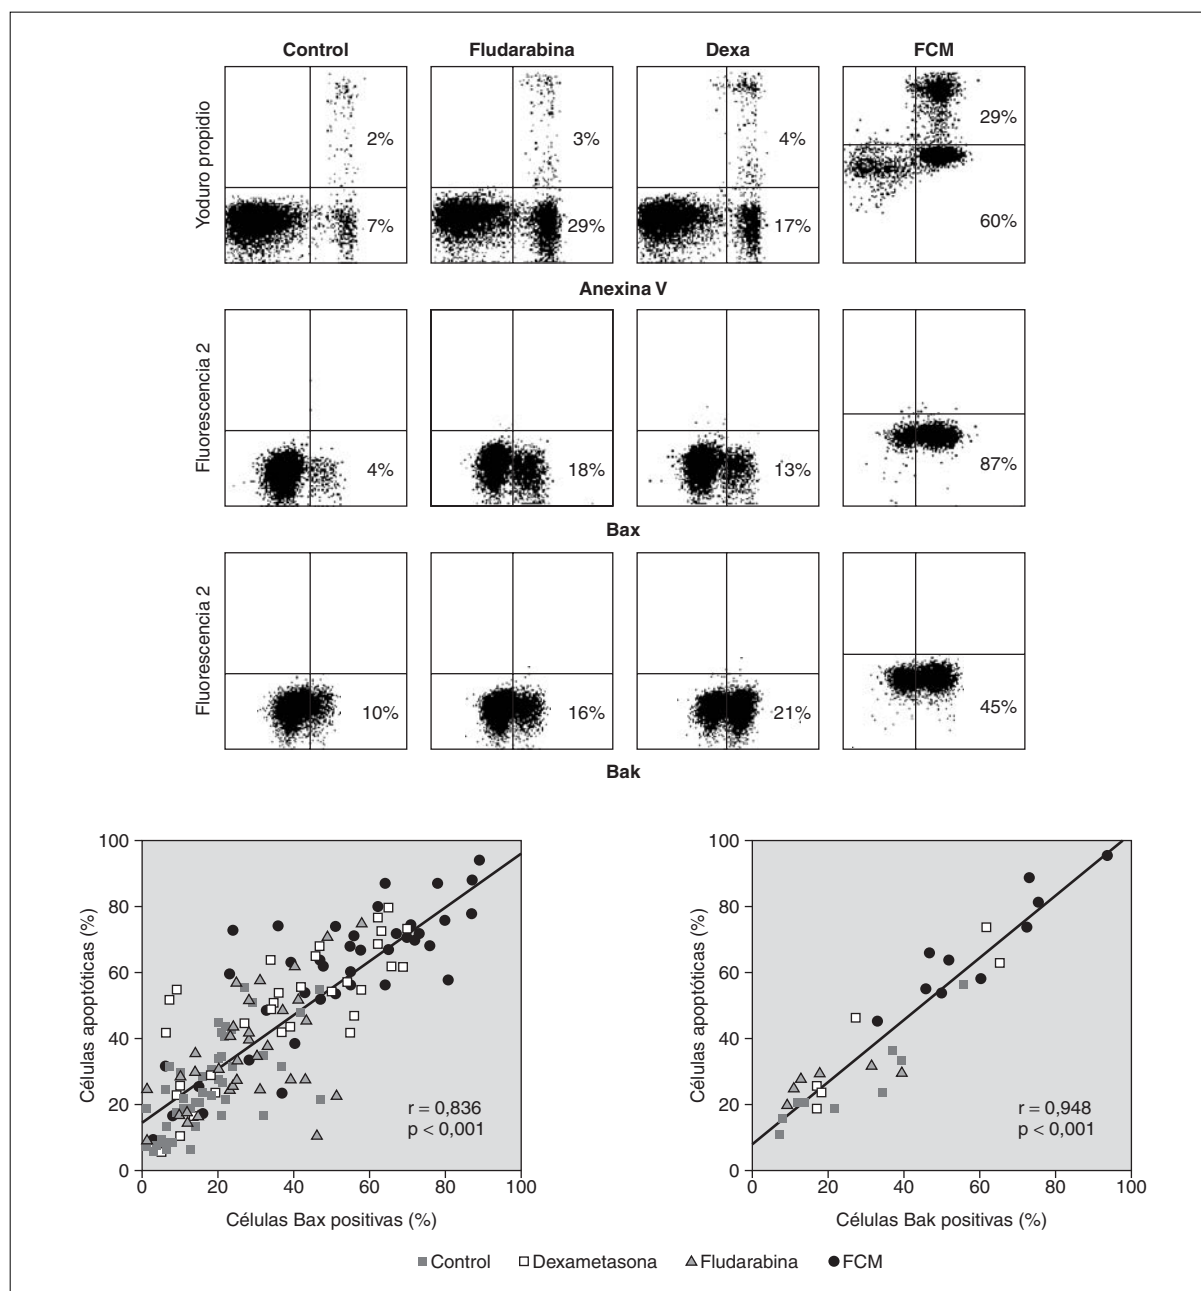 Control Fludarabina Dexa FCM
Yoduro propidio
2% 3% 4% 29%
7% 29% 17% 60%
Anexina V
Fluorescencia 2
4% 18% 13% 87%
Bax
Fluorescencia 2
10% 16% 21% 45%
Bak
Células apoptóticas (%)
100
80
60
40
20
0
r = 0,836
p < 0,001
0 20 40 60 80 100
Células Bax positivas (%)
Células apoptóticas (%)
100
80
60
40
20
0
r = 0,948
p < 0,001
0 20 40 60 80 100
Células Bak positivas (%)
Control Dexametasona Fludarabina FCM